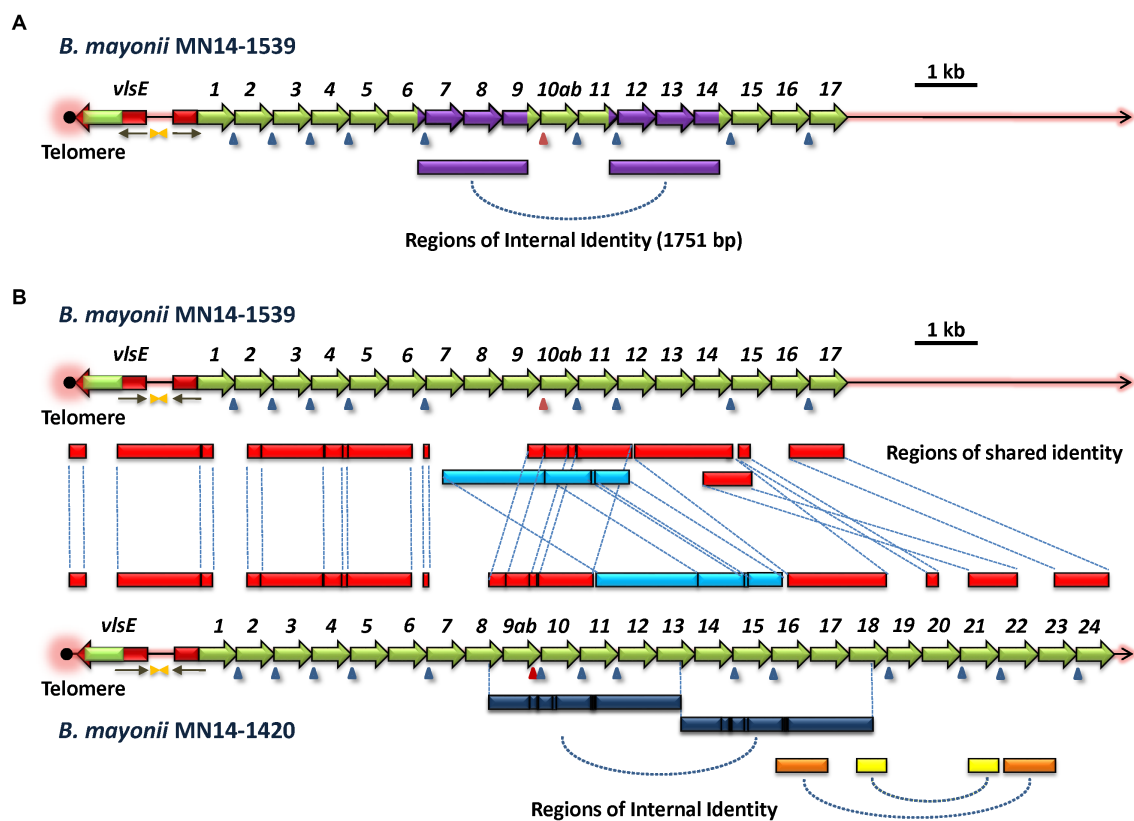 A
B. mayonii MN14-1539
vlsE 1 2 3 4 5 6 7 8 9 10ab 11 12 13 14 15 16 17
1 kb
Telomere
Regions of Internal Identity (1751 bp)
B
B. mayonii MN14-1539
1 kb
vlsE 1 2 3 4 5 6 7 8 9 10ab 11 12 13 14 15 16 17
Telomere
Regions of shared identity
vlsE 1 2 3 4 5 6 7 8 9ab 10 11 12 13 14 15 16 17 18 19 20 21 22 23 24
Telomere
B. mayonii MN14-1420
Regions of Internal Identity